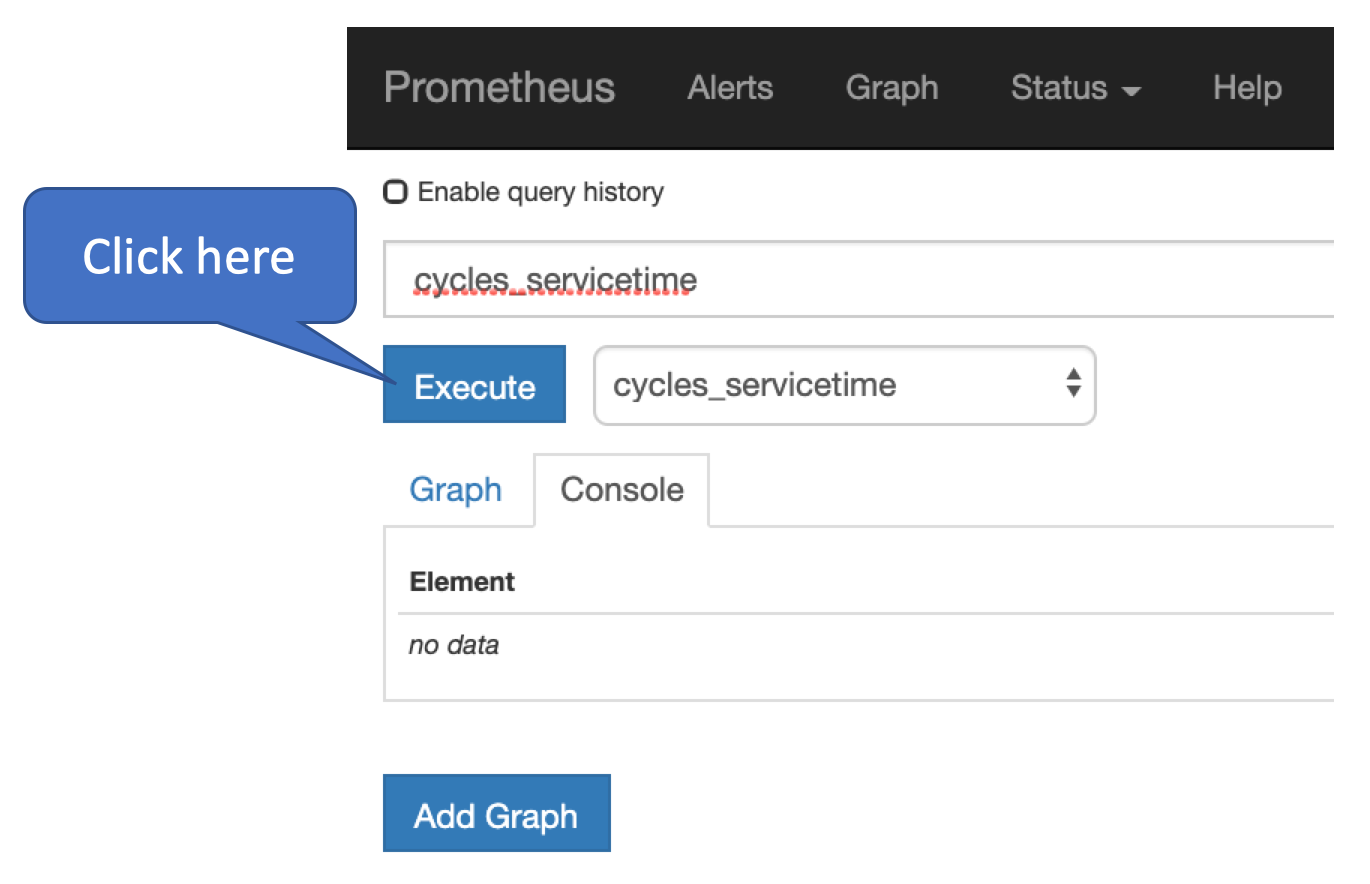 Prometheus Alerts Graph Status Help
Enable query history
Click here
cycles_servicetime
Execute cycles_servicetime
Graph Console
Element
no data
Add Graph